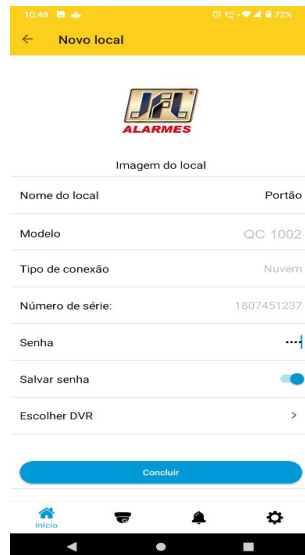 10:48 72%
Novo local
JFL
ALARMES
Imagem do local
Nome do local Portão
Modelo QC 1002
Tipo de conexão Nuvem
Número de série: 1807451237
Senha ····
Salvar senha
Escolher DVR
Concluir
Início